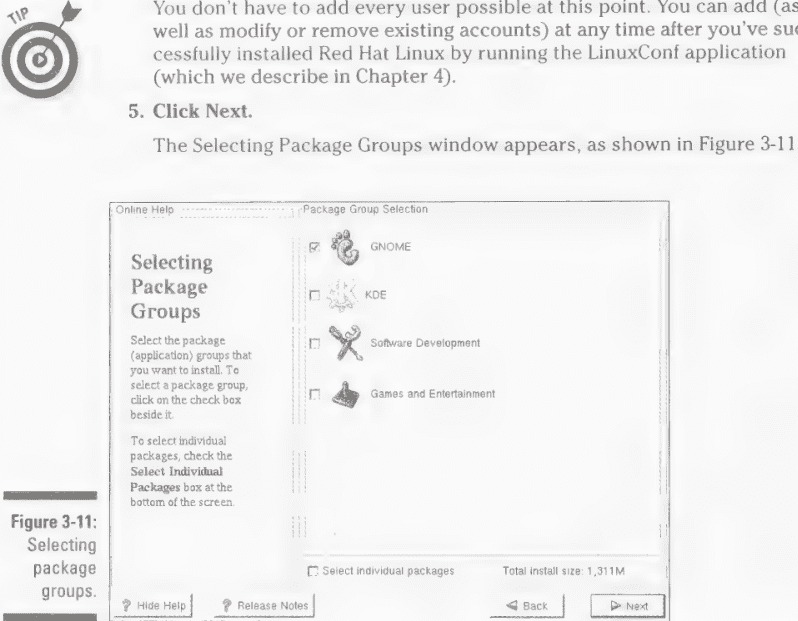 TIP
You don't have to add every user possible at this point. You can add (as
well as modify or remove existing accounts) at any time after you've suc
cessfully installed Red Hat Linux by running the LinuxConf application
(which we describe in Chapter 4).
5. Click Next.
The Selecting Package Groups window appears, as shown in Figure 3-11
Online Help
Selecting
Package
Groups
Select the package
(application) groups that
you want to install. To
select a package group,
click on the check box
beside it.
To select individual
packages, check the
Select Individual
Packages box at the
bottom of the screen.
Package Group Selection
GNOME
KDE
Software Development
Games and Entertainment
Select individual packages
Total install size: 1,311M
? Hide Help
? Release Notes
Back
Next
Figure 3-11:
Selecting
package
groups.